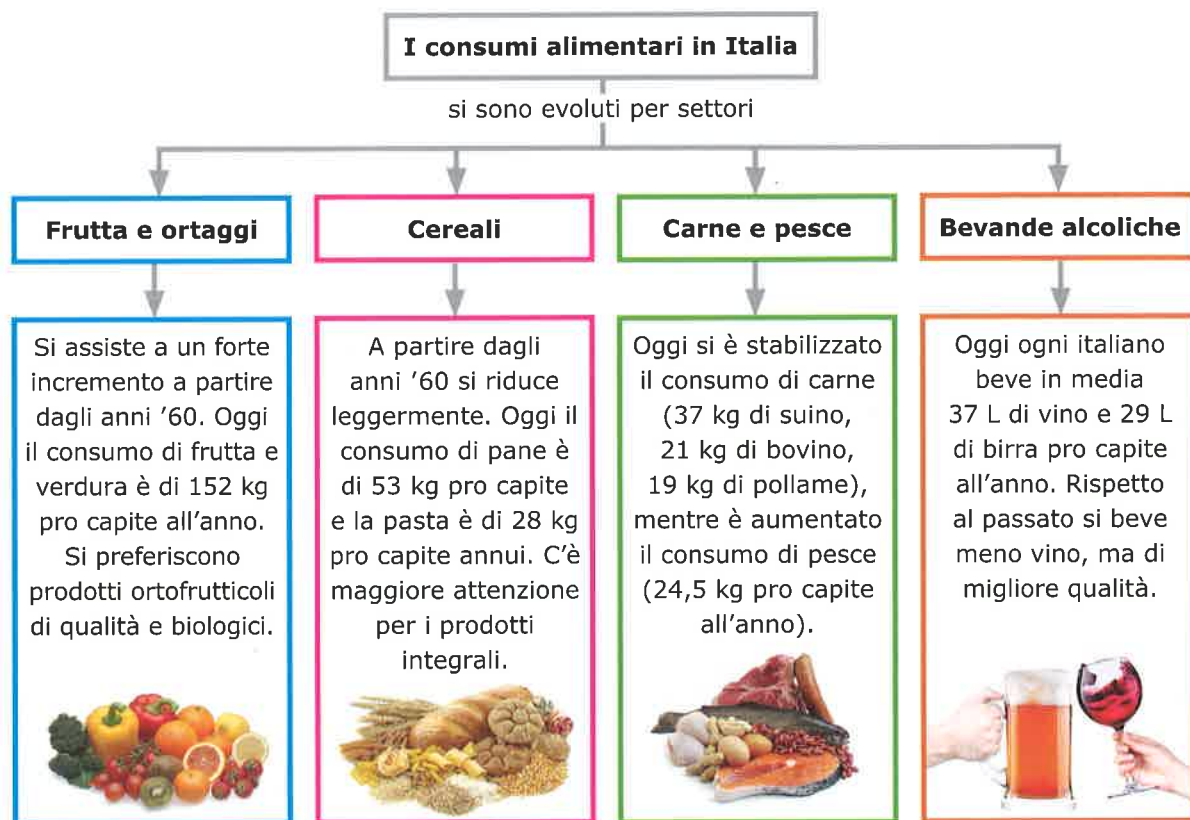 I consumi alimentari in Italia
si sono evoluti per settori
Frutta e ortaggi
Si assiste a un forte
incremento a partire
dagli anni '60. Oggi
il consumo di frutta e
verdura è di 152 kg
pro capite all'anno.
Si preferiscono
prodotti ortofrutticoli
di qualità e biologici.
Cereali
A partire dagli
anni '60 si riduce
leggermente. Oggi il
consumo di pane è
di 53 kg pro capite
e la pasta è di 28 kg
pro capite annui. C'è
maggiore attenzione
per i prodotti
integrali.
Carne e pesce
Oggi si è stabilizzato
il consumo di carne
(37 kg di suino,
21 kg di bovino,
19 kg di pollame),
mentre è aumentato
il consumo di pesce
(24,5 kg pro capite
all'anno).
Bevande alcoliche
Oggi ogni italiano
beve in media
37 L di vino e 29 L
di birra pro capite
all'anno. Rispetto
al passato si beve
meno vino, ma di
migliore qualità.